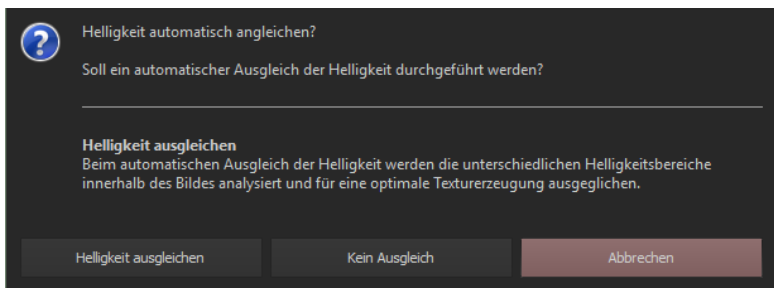 Helligkeit automatisch angleichen?
Soll ein automatischer Ausgleich der Helligkeit durchgeführt werden?
Helligkeit ausgleichen
Beim automatischen Ausgleich der Helligkeit werden die unterschiedlichen Helligkeitsbereiche
innerhalb des Bildes analysiert und für eine optimale Texturerzeugung ausgeglichen.
Helligkeit ausgleichen
Kein Ausgleich
Abbrechen